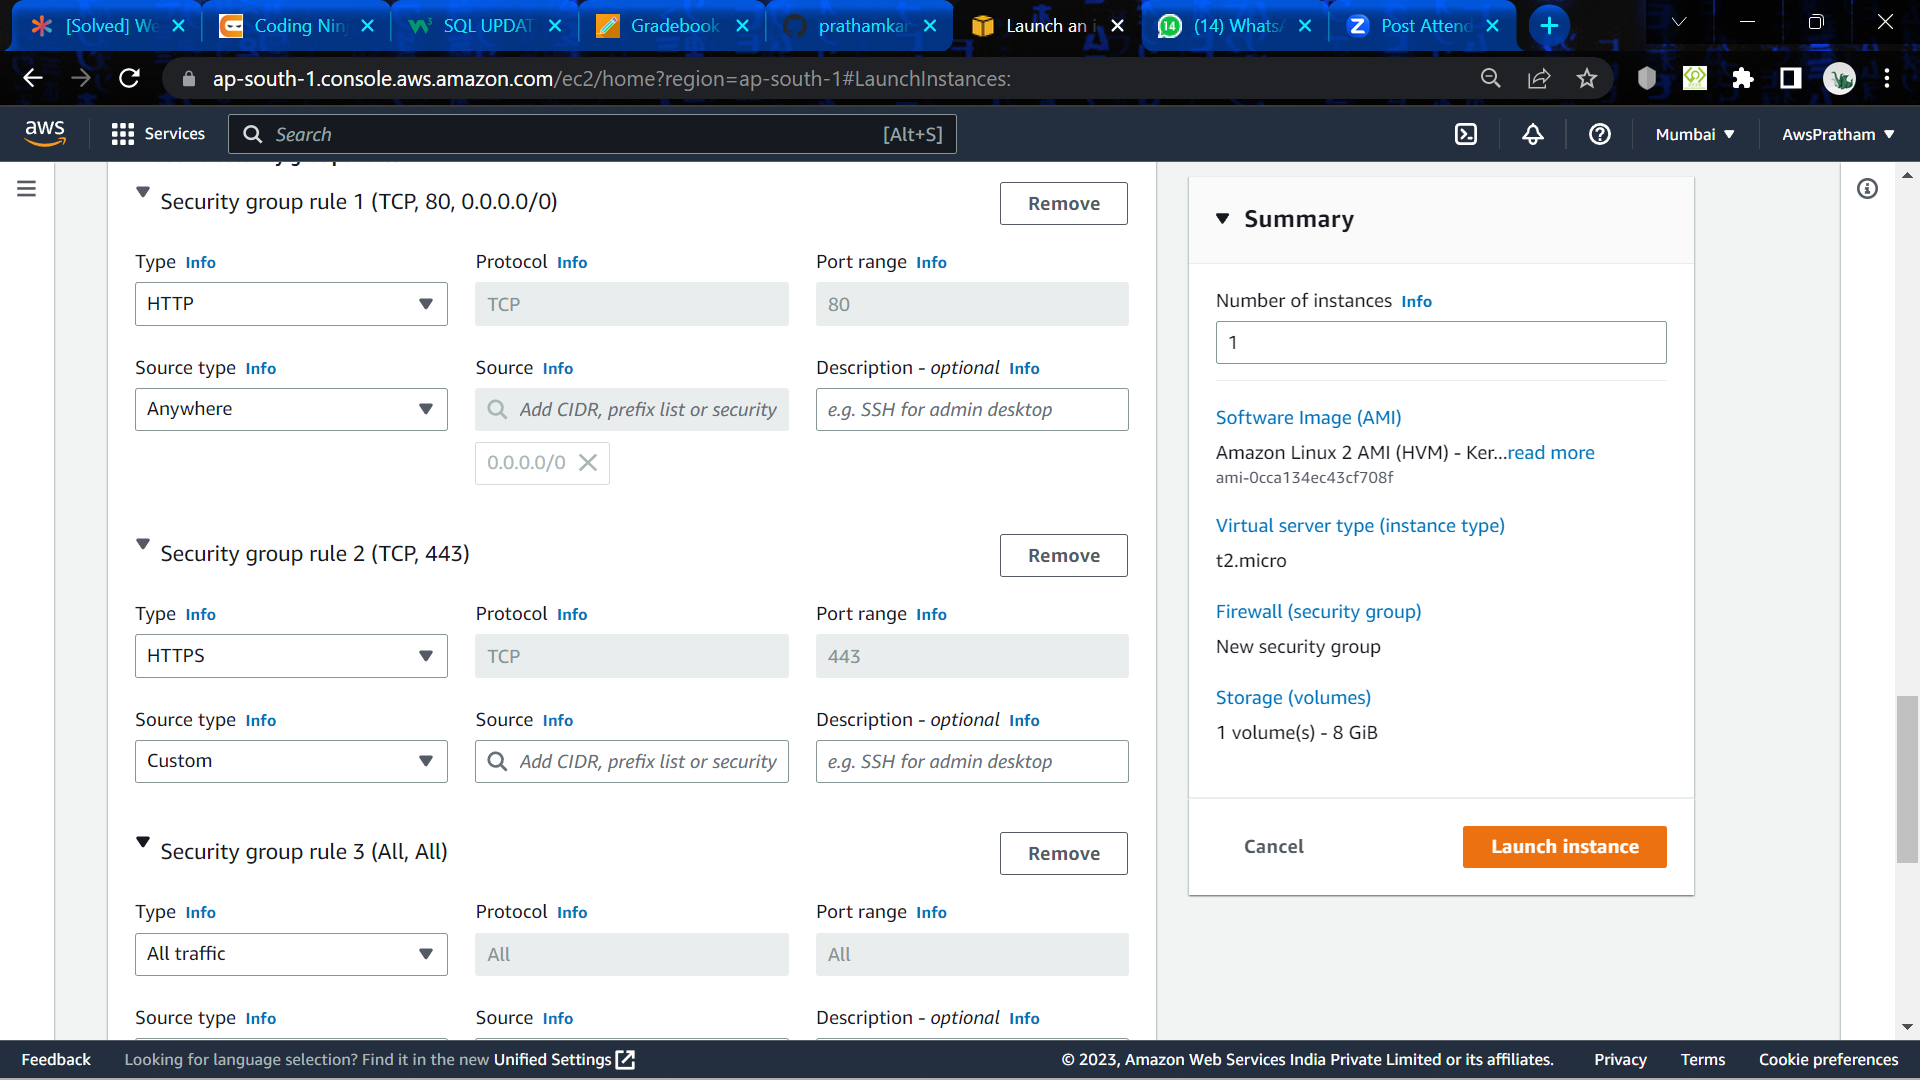 [Solved] We
Coding Nin
SQL UPDAT
Gradebook
prathamkar
Launch an i
(14) WhatsA
Post Attend
ap-south-1.console.aws.amazon.com/ec2/home?region=ap-south-1#LaunchInstances:
aws
Services
Search
[Alt+S]
Mumbai
AwsPratham
Security group rule 1 (TCP, 80, 0.0.0.0/0)
Remove
Type Info
Protocol Info
Port range Info
HTTP
TCP
80
Source type Info
Source Info
Description - optional Info
Anywhere
Add CIDR, prefix list or security
e.g. SSH for admin desktop
0.0.0.0/0
Security group rule 2 (TCP, 443)
Remove
Type Info
Protocol Info
Port range Info
HTTPS
TCP
443
Source type Info
Source Info
Description - optional Info
Custom
Add CIDR, prefix list or security
e.g. SSH for admin desktop
Security group rule 3 (All, All)
Remove
Type Info
Protocol Info
Port range Info
All traffic
All
All
Source type Info
Source Info
Description - optional Info
Summary
Number of instances Info
1
Software Image (AMI)
Amazon Linux 2 AMI (HVM) - Ker...read more
ami-0cca134ec43cf708f
Virtual server type (instance type)
t2.micro
Firewall (security group)
New security group
Storage (volumes)
1 volume(s) - 8 GiB
Cancel
Launch instance
Feedback
Looking for language selection? Find it in the new Unified Settings
© 2023, Amazon Web Services India Private Limited or its affiliates.
Privacy
Terms
Cookie preferences